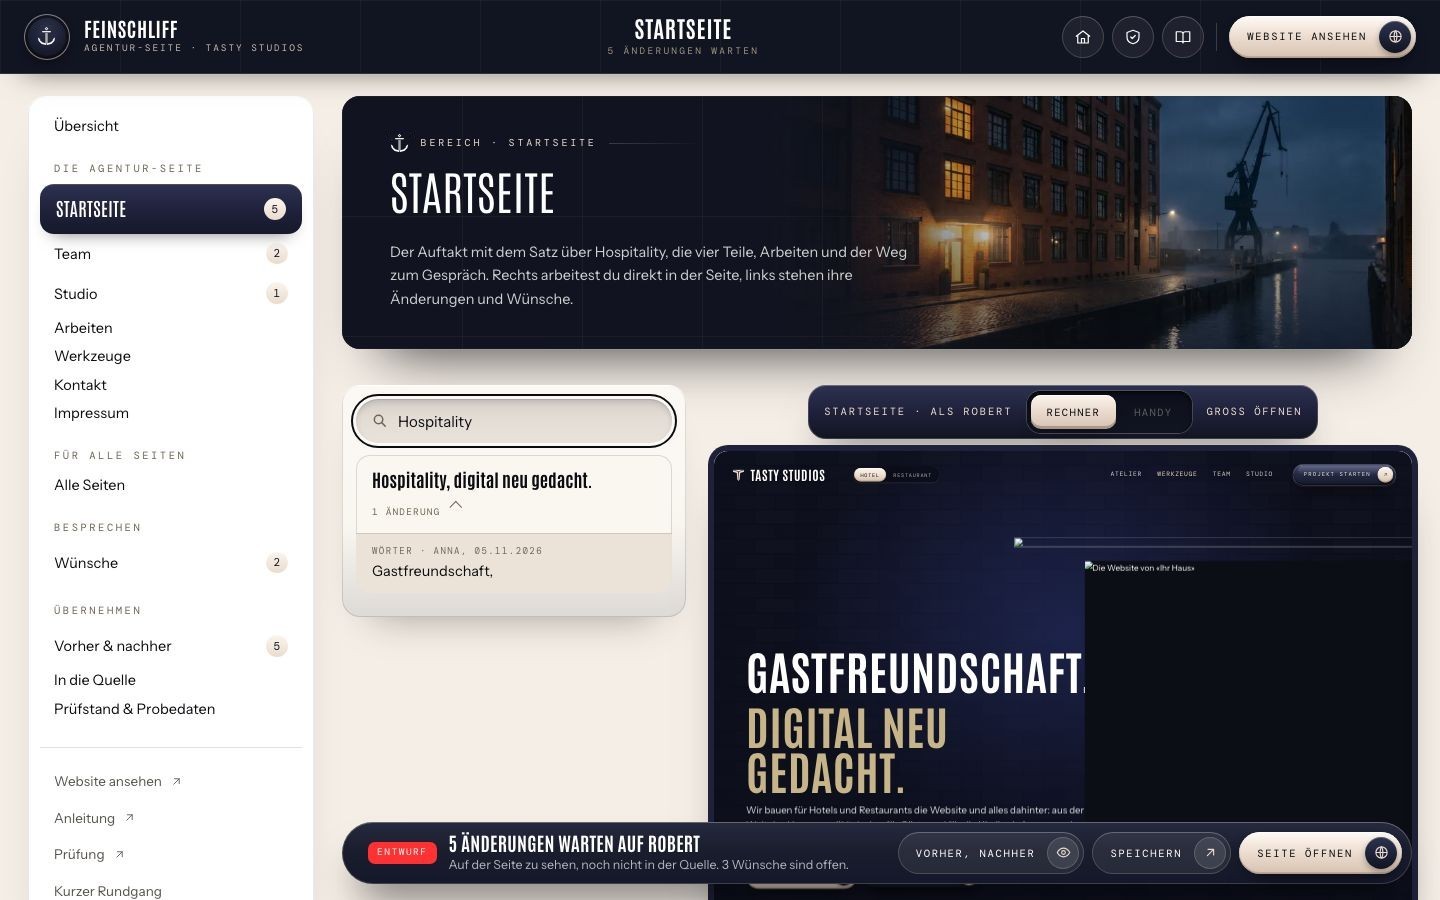 FEINSCHLIFF
AGENTUR-SEITE · TASTY STUDIOS
STARTSEITE
5 ÄNDERUNGEN WARTEN
WEBSITE ANSEHEN
Übersicht
DIE AGENTUR-SEITE
STARTSEITE 5
Team 2
Studio 1
Arbeiten
Werkzeuge
Kontakt
Impressum
FÜR ALLE SEITEN
Alle Seiten
BESPRECHEN
Wünsche 2
ÜBERNEHMEN
Vorher & nachher 5
In die Quelle
Prüfstand & Probedaten
Website ansehen
Anleitung
Prüfung
Kurzer Rundgang
BEREICH · STARTSEITE
STARTSEITE
Der Auftakt mit dem Satz über Hospitality, die vier Teile, Arbeiten und der Weg
zum Gespräch. Rechts arbeitest du direkt in der Seite, links stehen ihre
Änderungen und Wünsche.
Hospitality
Hospitality, digital neu gedacht.
1 ÄNDERUNG
WÖRTER · ANNA, 05.11.2026
Gastfreundschaft,
STARTSEITE · ALS ROBERT
RECHNER
HANDY
GROSS ÖFFNEN
TASTY STUDIOS
HOTEL
RESTAURANT
ATELIER
WERKZEUGE
TEAM
STUDIO
PROJEKT STARTEN
Die Website von «Ihr Haus»
GASTFREUNDSCHAFT,
DIGITAL NEU
GEDACHT.
Wir bauen für Hotels und Restaurants die Website und alles dahinter: aus der
ENTWURF
5 ÄNDERUNGEN WARTEN AUF ROBERT
Auf der Seite zu sehen, noch nicht in der Quelle. 3 Wünsche sind offen.
VORHER, NACHHER
SPEICHERN
SEITE ÖFFNEN